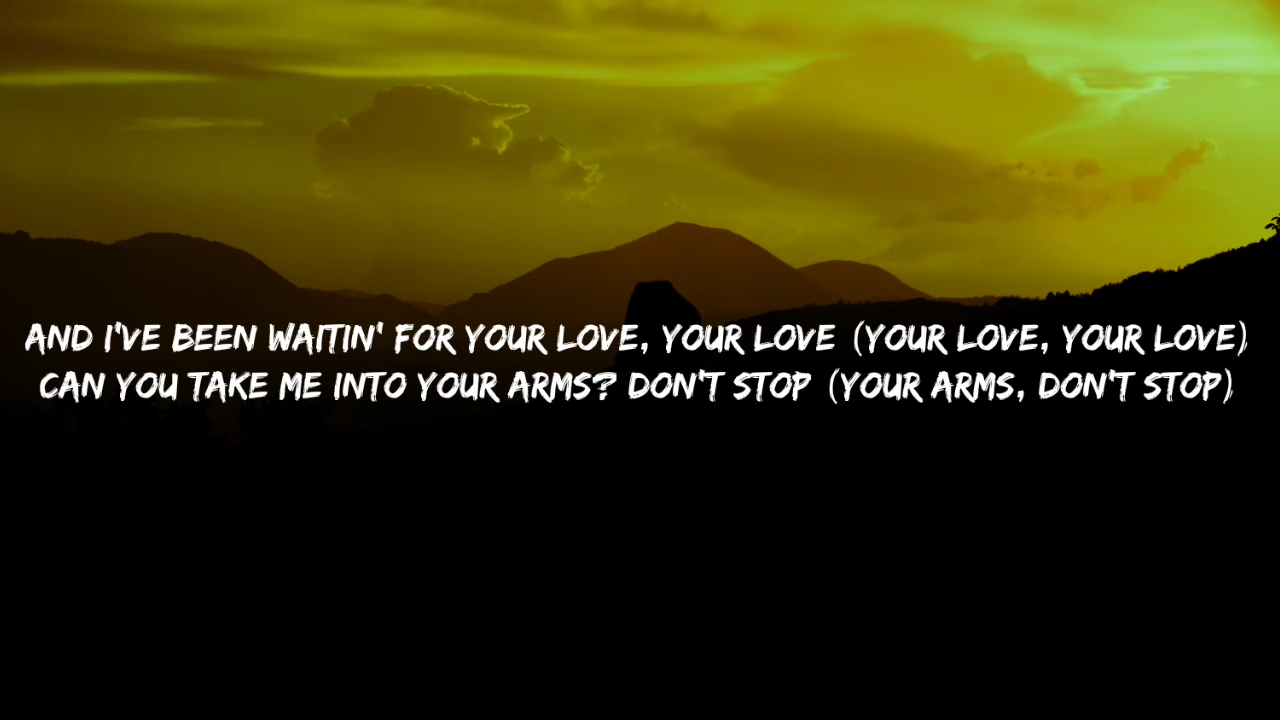 AND I'VE BEEN WAITIN' FOR YOUR LOVE, YOUR LOVE (YOUR LOVE, YOUR LOVE)
CAN YOU TAKE ME INTO YOUR ARMS? DON'T STOP (YOUR ARMS, DON'T STOP)